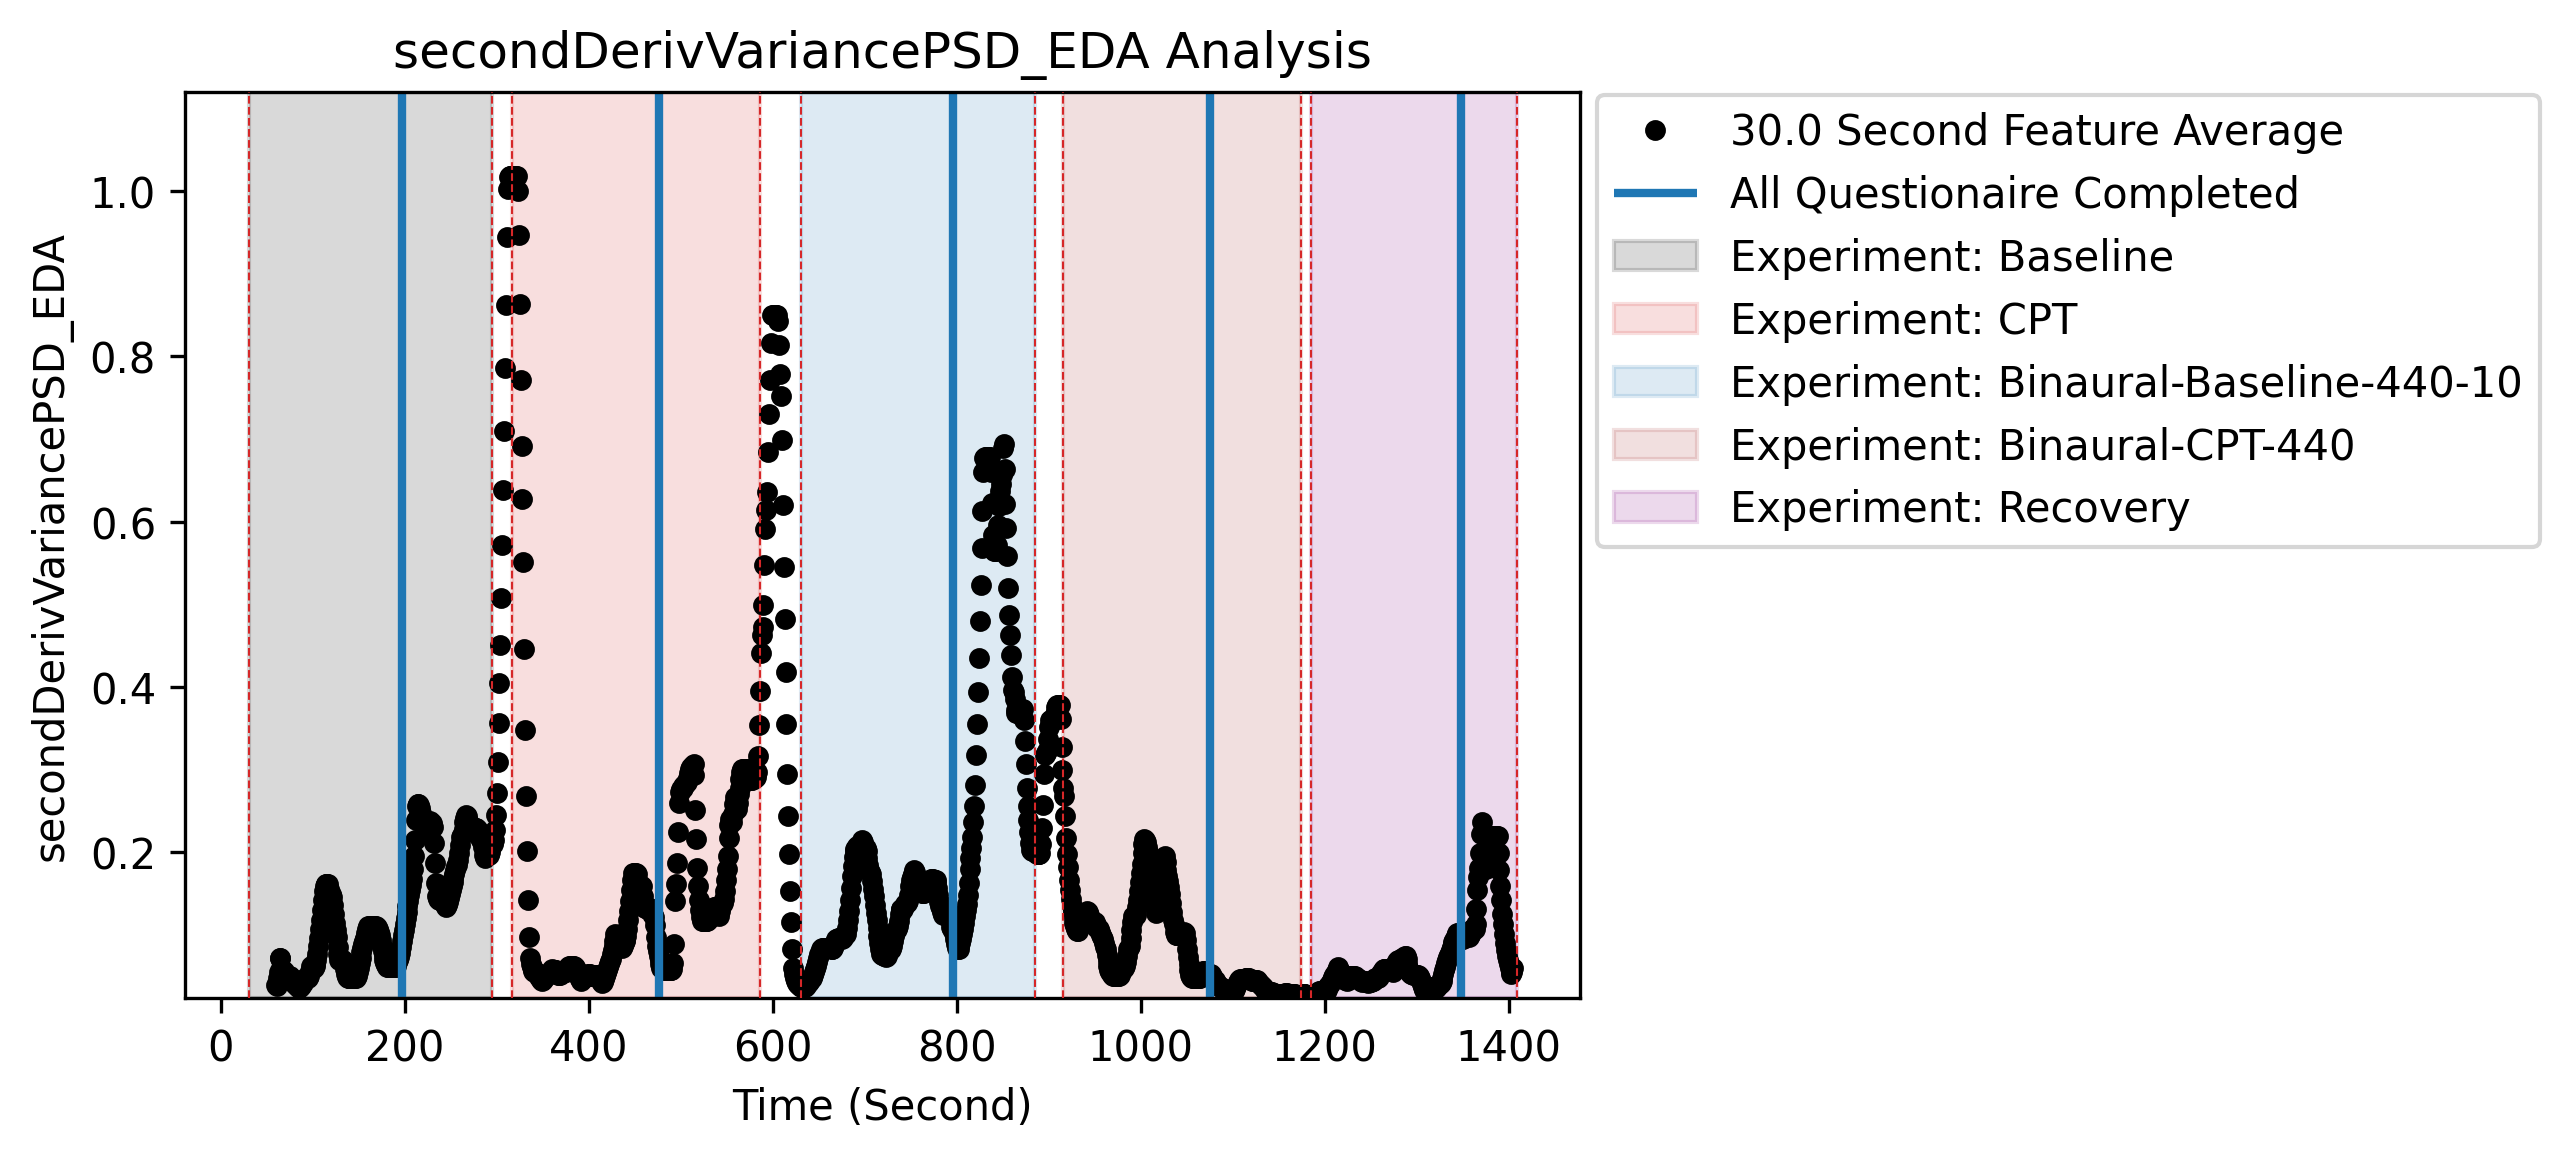 secondDerivVariancePSD_EDA Analysis
secondDerivVariancePSD_EDA
1.0
0.8
0.6
0.4
0.2
0 200 400 600 800 1000 1200 1400
Time (Second)
30.0 Second Feature Average
All Questionaire Completed
Experiment: Baseline
Experiment: CPT
Experiment: Binaural-Baseline-440-10
Experiment: Binaural-CPT-440
Experiment: Recovery